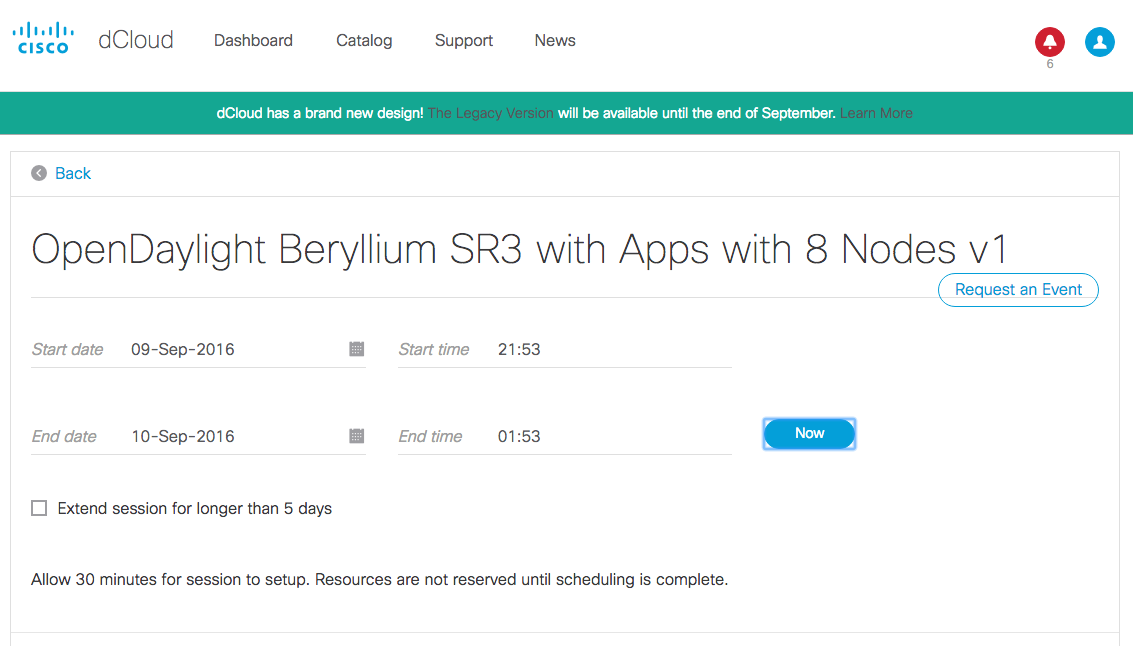 CISCO dCloud Dashboard Catalog Support News
6
dCloud has a brand new design! The Legacy Version will be available until the end of September. Learn More
Back
OpenDaylight Beryllium SR3 with Apps with 8 Nodes v1
Request an Event
Start date 09-Sep-2016 Start time 21:53
End date 10-Sep-2016 End time 01:53 Now
Extend session for longer than 5 days
Allow 30 minutes for session to setup. Resources are not reserved until scheduling is complete.